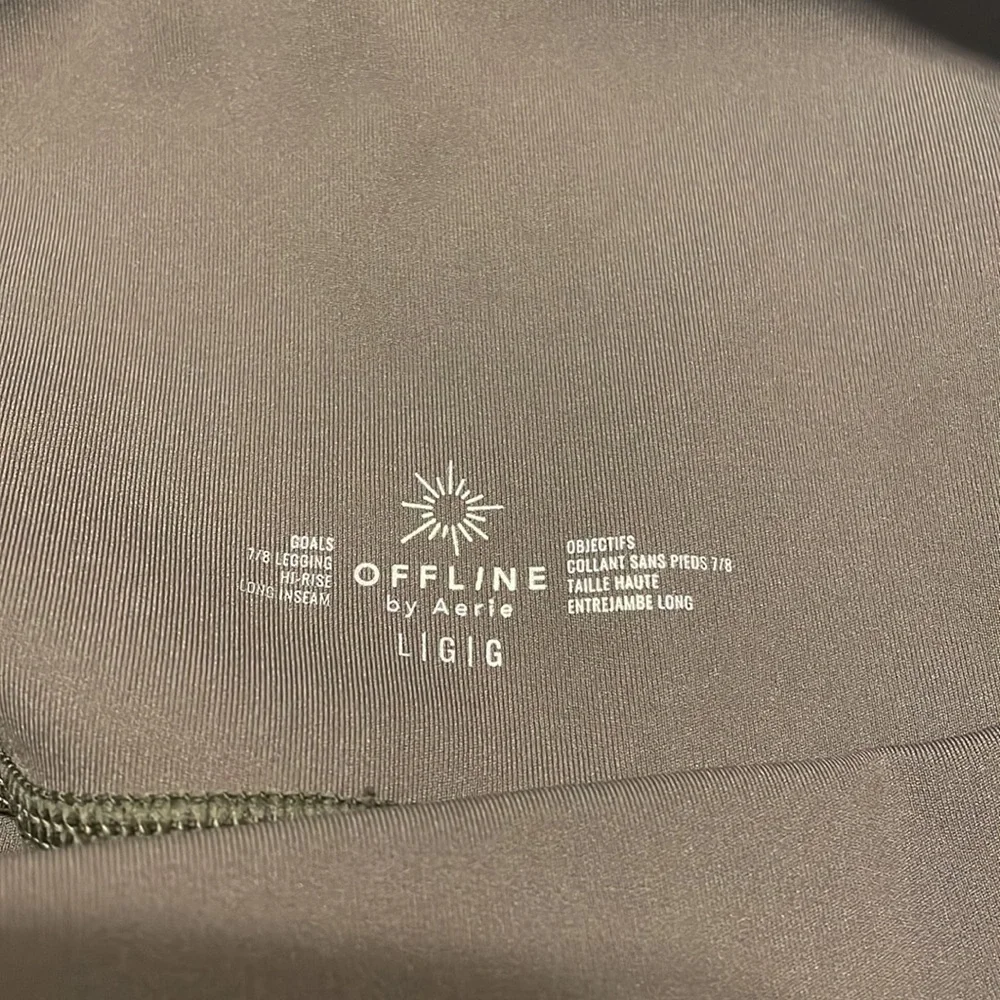 GOALS
7/8 LEGGING
HI-RISE
LONG INSEAM
OFFLINE
by Aerie
L|G|G
OBJECTIFS
COLLANT SANS PIEDS 7/8
TAILLE HAUTE
ENTREJAMBE LONG